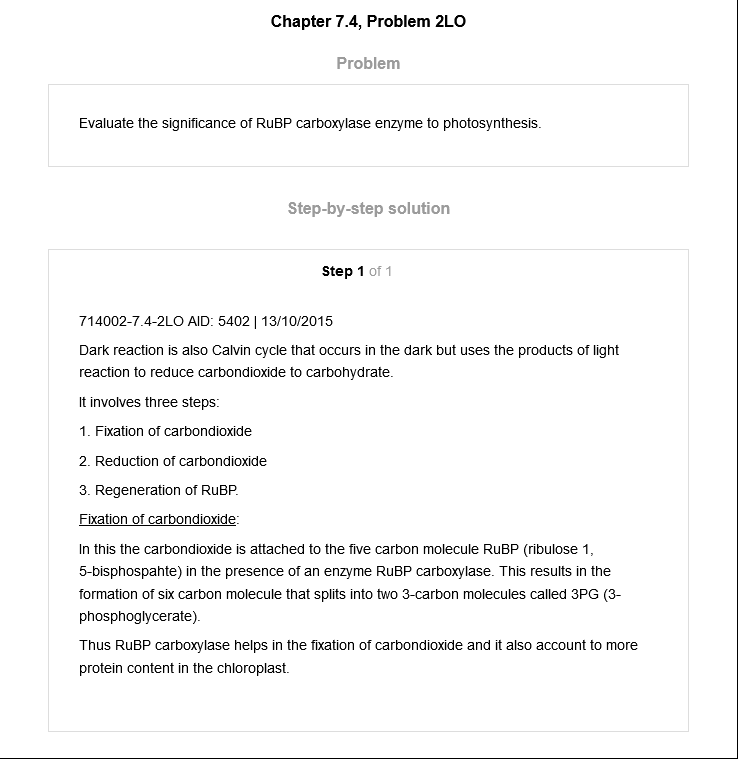 Chapter 7.4, Problem 2LO
Problem
Evaluate the significance of RuBP carboxylase enzyme to photosynthesis.
Step-by-step solution
Step 1 of 1
714002-7.4-2LO AID: 5402 | 13/10/2015
Dark reaction is also Calvin cycle that occurs in the dark but uses the products of light
reaction to reduce carbondioxide to carbohydrate.
It involves three steps:
1. Fixation of carbondioxide
2. Reduction of carbondioxide
3. Regeneration of RuBP.
Fixation of carbondioxide:
In this the carbondioxide is attached to the five carbon molecule RuBP (ribulose 1,
5-bisphospahte) in the presence of an enzyme RuBP carboxylase. This results in the
formation of six carbon molecule that splits into two 3-carbon molecules called 3PG (3-
phosphoglycerate).
Thus RuBP carboxylase helps in the fixation of carbondioxide and it also account to more
protein content in the chloroplast.